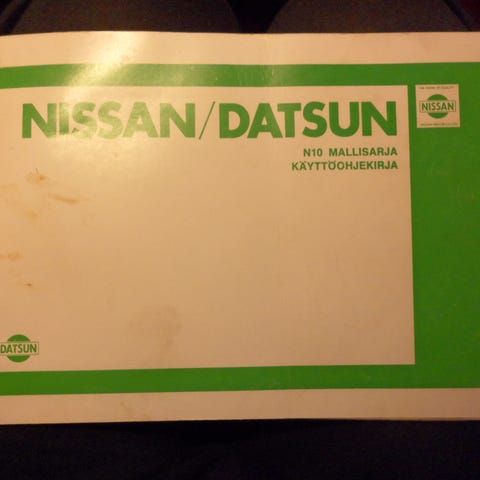 NISSAN/DATSUN
N10 MALLISARJA
KÄYTTÖOHJEKIRJA
NISSAN
DATSUN